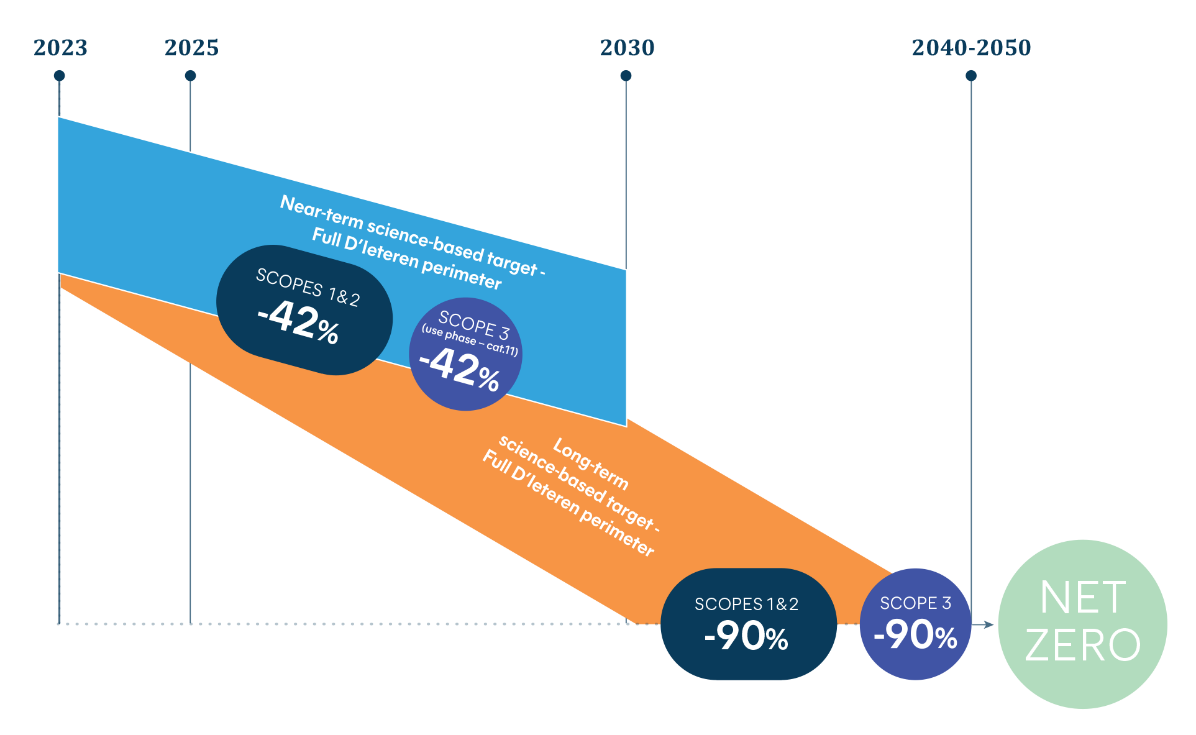 2023
2025
2030
2040-2050
Near-term science-based target -
Full D'Ieteren perimeter
SCOPES 1&2
-42%
SCOPE 3
(use phase – cat.11)
-42%
Long-term
science-based target -
Full D'Ieteren perimeter
SCOPES 1&2
-90%
SCOPE 3
-90%
NET
ZERO